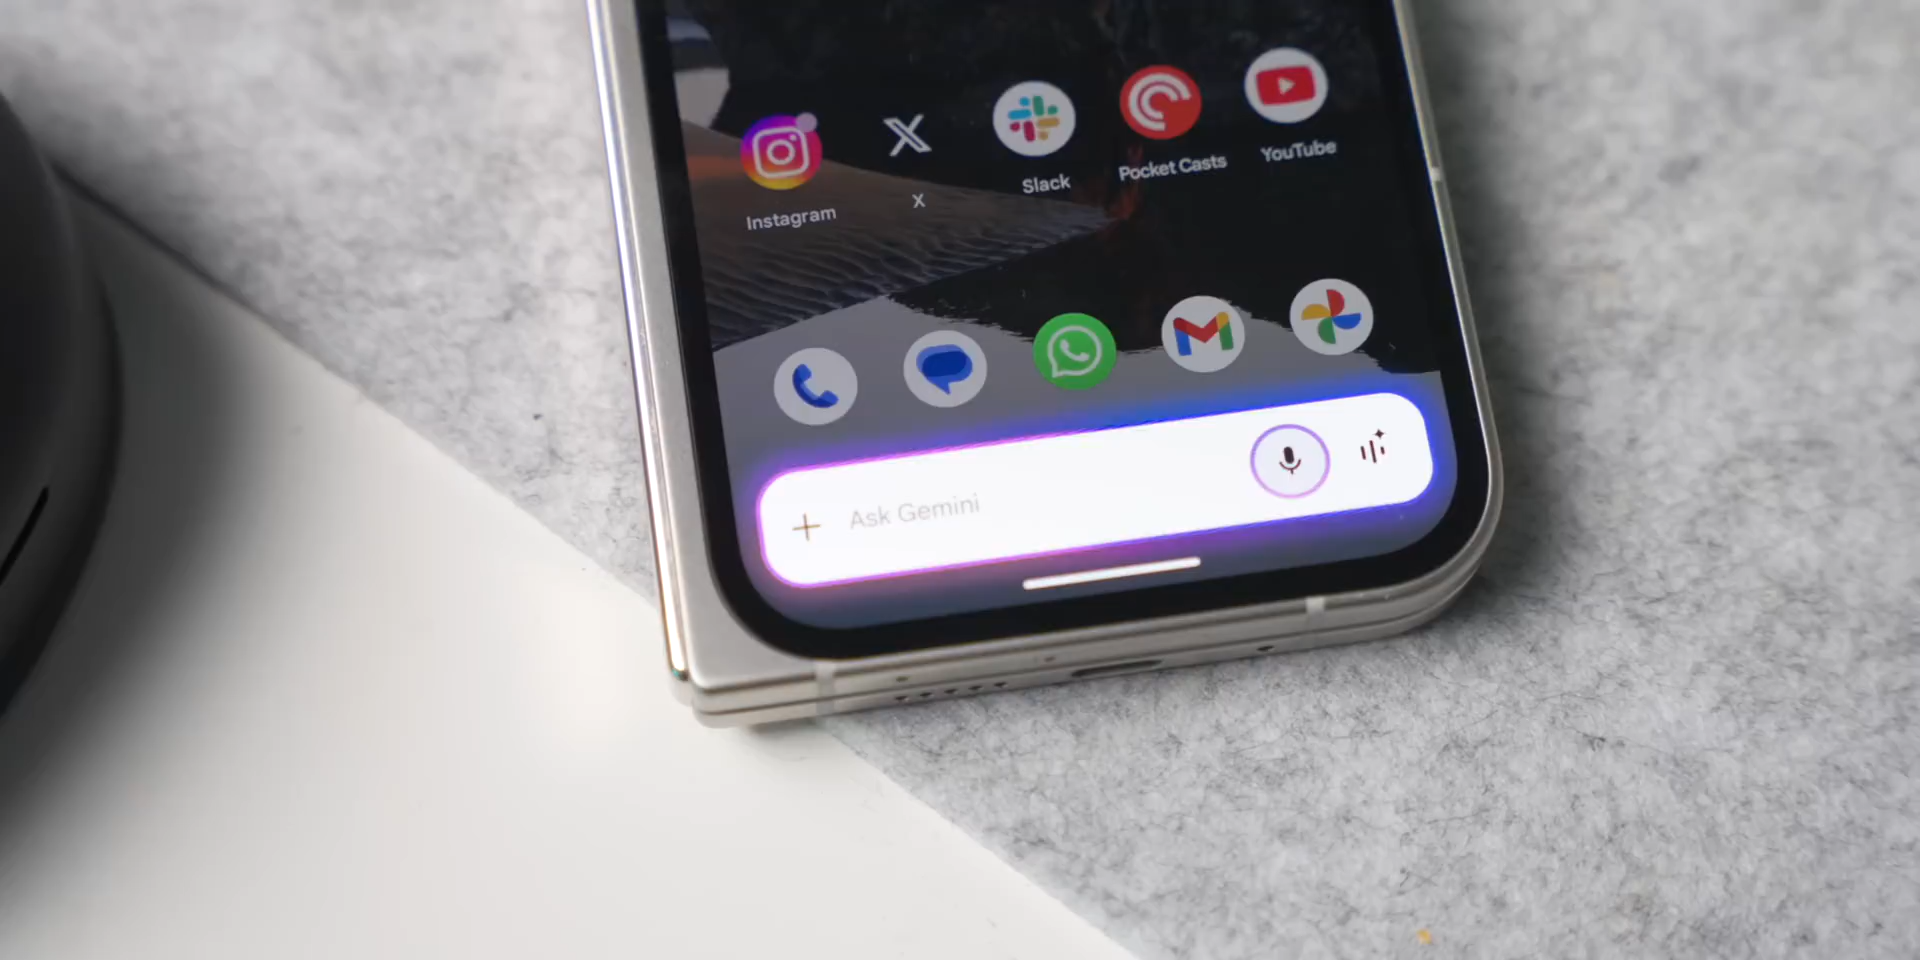 Instagram
X
Slack
Pocket Casts
YouTube
Ask Gemini